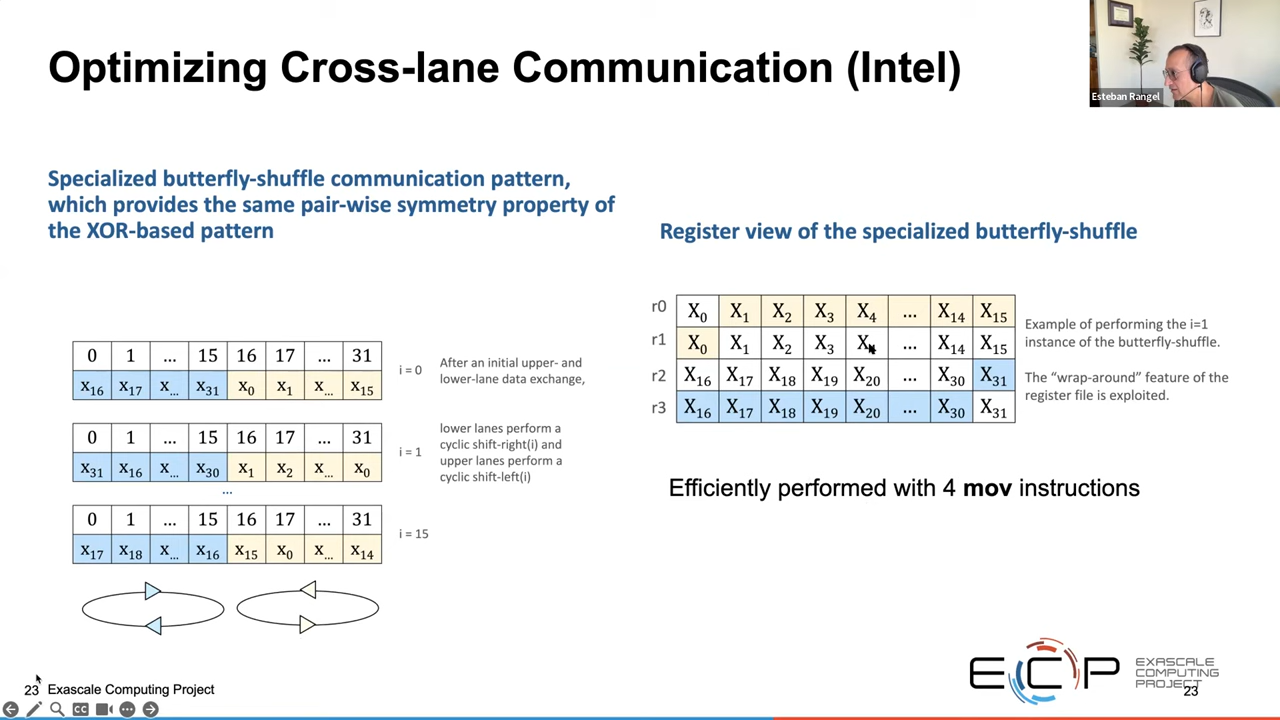 Optimizing Cross-lane Communication (Intel)
Esteban Rangel
Specialized butterfly-shuffle communication pattern,
which provides the same pair-wise symmetry property of
the XOR-based pattern
0 1 ... 15 16 17 ... 31
x16 x17 x... x31 x0 x1 x... x15
i = 0
After an initial upper- and
lower-lane data exchange,
0 1 ... 15 16 17 ... 31
x31 x16 x... x30 x1 x2 x... x0
i = 1
lower lanes perform a
cyclic shift-right(i) and
upper lanes perform a
cyclic shift-left(i)
...
0 1 ... 15 16 17 ... 31
x17 x18 x... x16 x15 x0 x... x14
i = 15
Register view of the specialized butterfly-shuffle
r0 X0 X1 X2 X3 X4 ... X14 X15
r1 X0 X1 X2 X3 X ... X14 X15
r2 X16 X17 X18 X19 X20 ... X30 X31
r3 X16 X17 X18 X19 X20 ... X30 X31
Example of performing the i=1
instance of the butterfly-shuffle.
The “wrap-around” feature of the
register file is exploited.
Efficiently performed with 4 mov instructions
23 Exascale Computing Project
ECP
EXASCALE
COMPUTING
PROJECT
23
CC